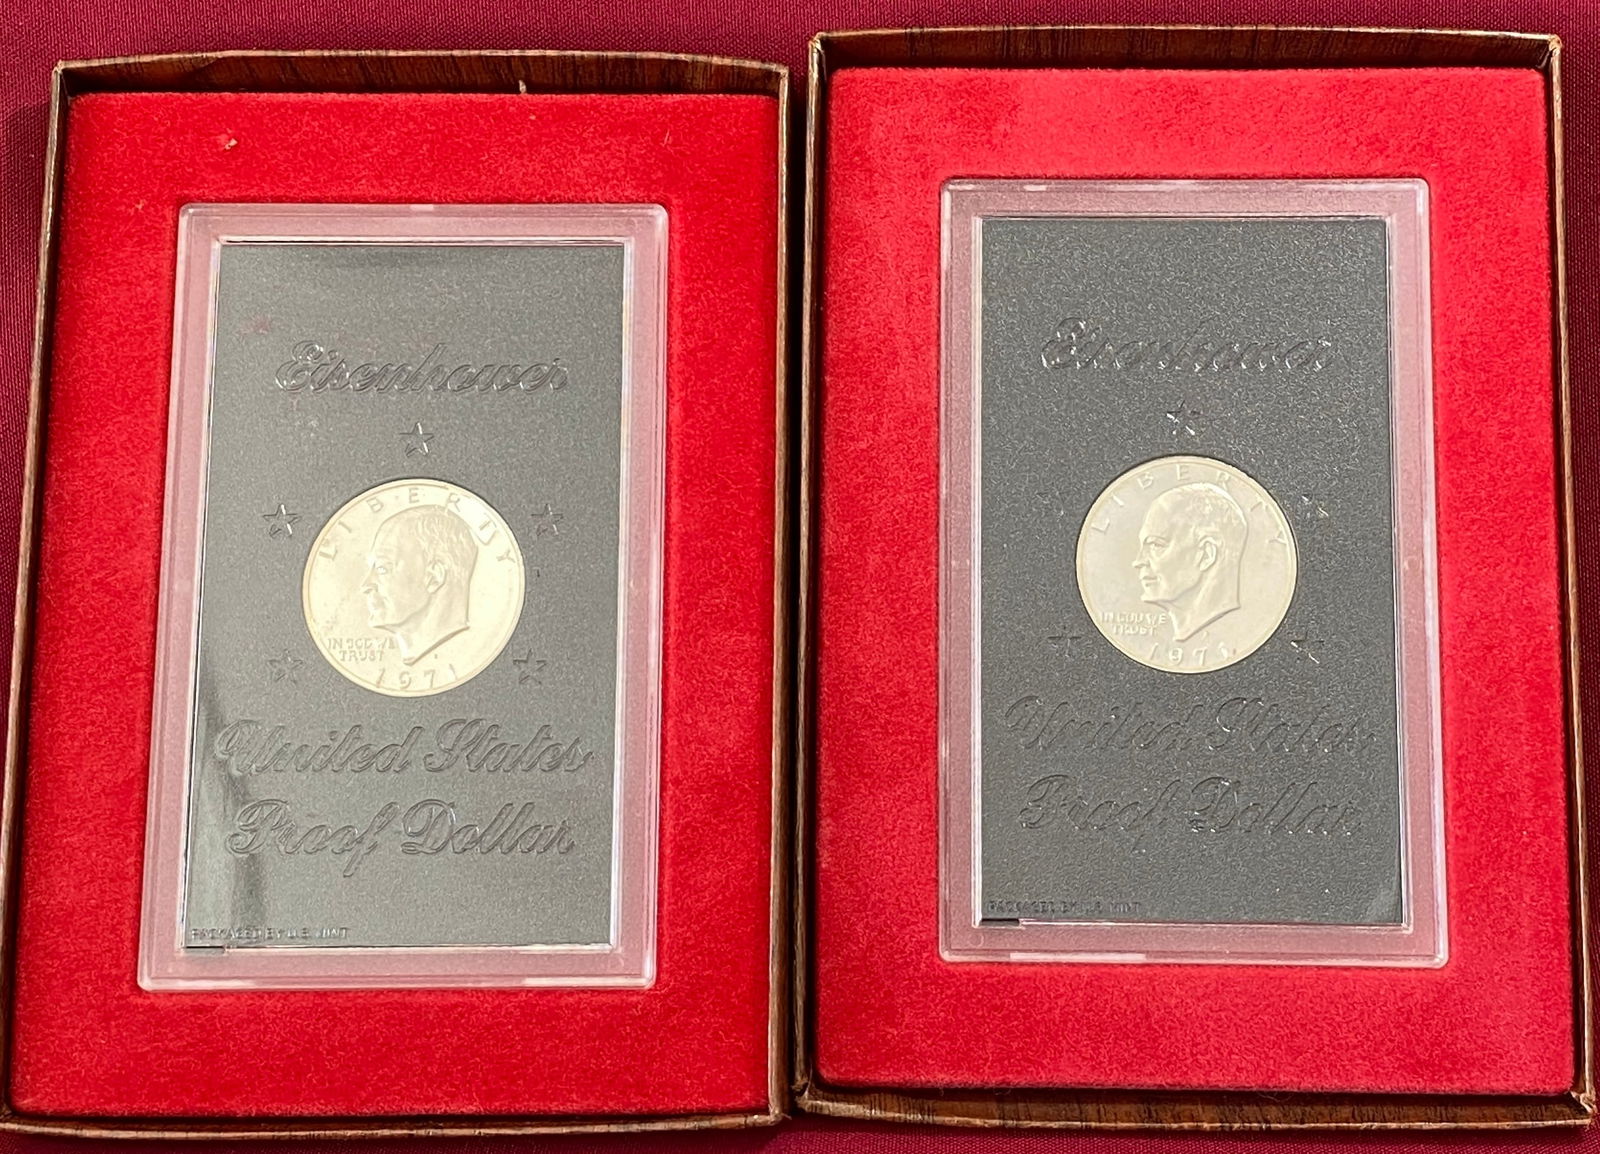 Eisenhower
LIBERTY
IN GOD WE
TRUST
1971
United States
Proof Dollar
PACKAGED BY U.S. MINT
Eisenhower
LIBERTY
IN GOD WE
TRUST
1971
United States
Proof Dollar
PACKAGED BY U.S. MINT